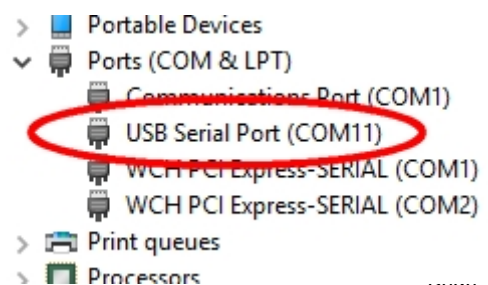 Portable Devices
Ports (COM & LPT)
Communications Port (COM1)
USB Serial Port (COM11)
WCH PCI Express-SERIAL (COM1)
WCH PCI Express-SERIAL (COM2)
Print queues
Processors